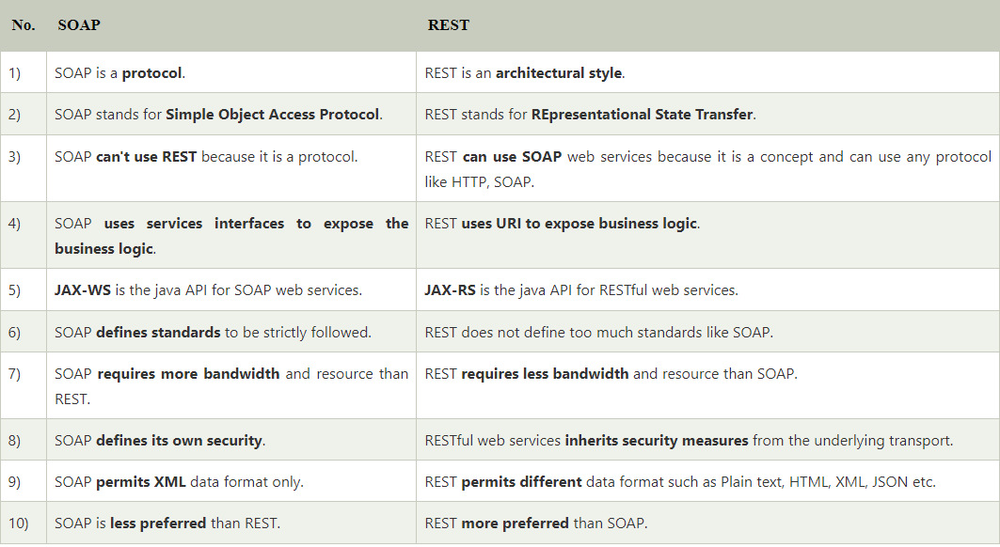 No. SOAP REST
1) SOAP is a protocol. REST is an architectural style.
2) SOAP stands for Simple Object Access Protocol. REST stands for REpresentational State Transfer.
3) SOAP can't use REST because it is a protocol. REST can use SOAP web services because it is a concept and can use any protocol
like HTTP, SOAP.
4) SOAP uses services interfaces to expose the REST uses URI to expose business logic.
business logic.
5) JAX-WS is the java API for SOAP web services. JAX-RS is the java API for RESTful web services.
6) SOAP defines standards to be strictly followed. REST does not define too much standards like SOAP.
7) SOAP requires more bandwidth and resource than REST requires less bandwidth and resource than SOAP.
REST.
8) SOAP defines its own security. RESTful web services inherits security measures from the underlying transport.
9) SOAP permits XML data format only. REST permits different data format such as Plain text, HTML, XML, JSON etc.
10) SOAP is less preferred than REST. REST more preferred than SOAP.